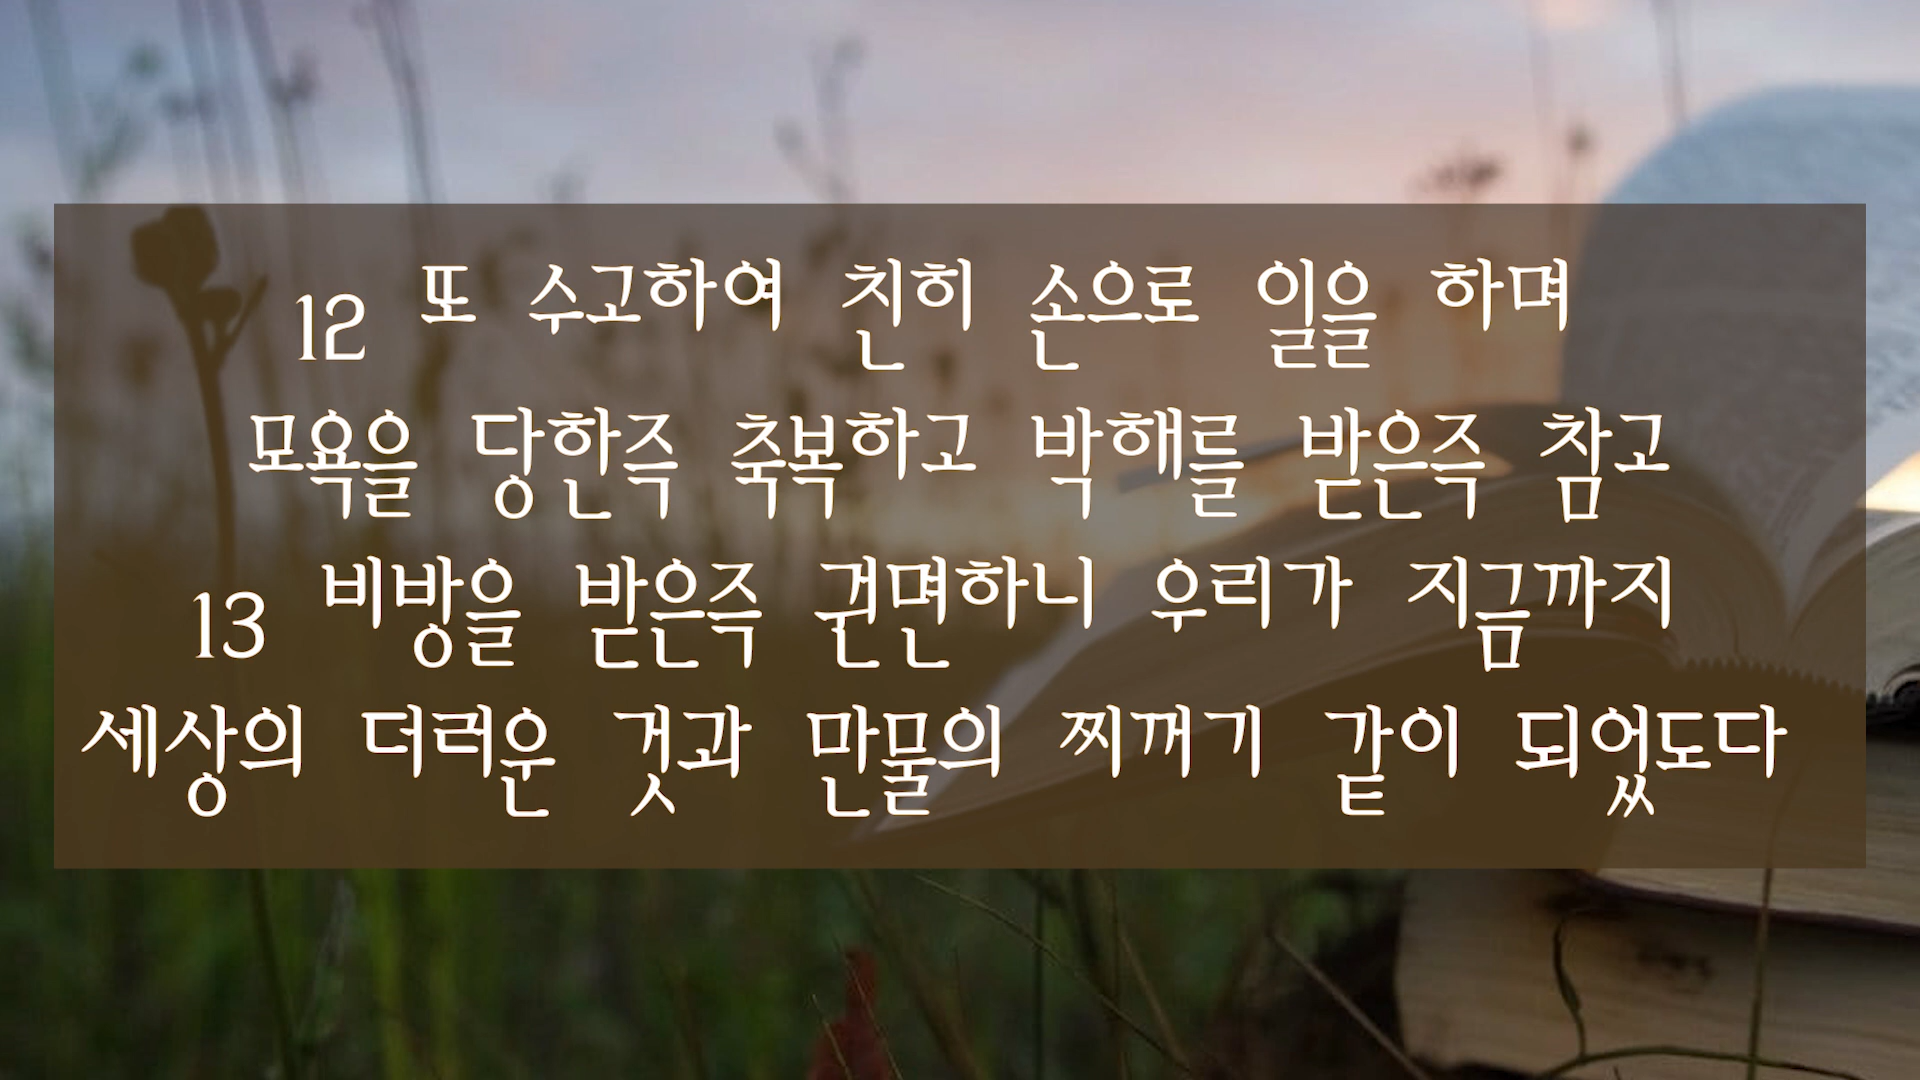 12 또 수고하여 친히 손으로 일을 하며
모욕을 당한즉 축복하고 박해를 받은즉 참고
13 비방을 받은즉 권면하니 우리가 지금까지
세상의 더러운 것과 만물의 찌꺼기 같이 되었도다